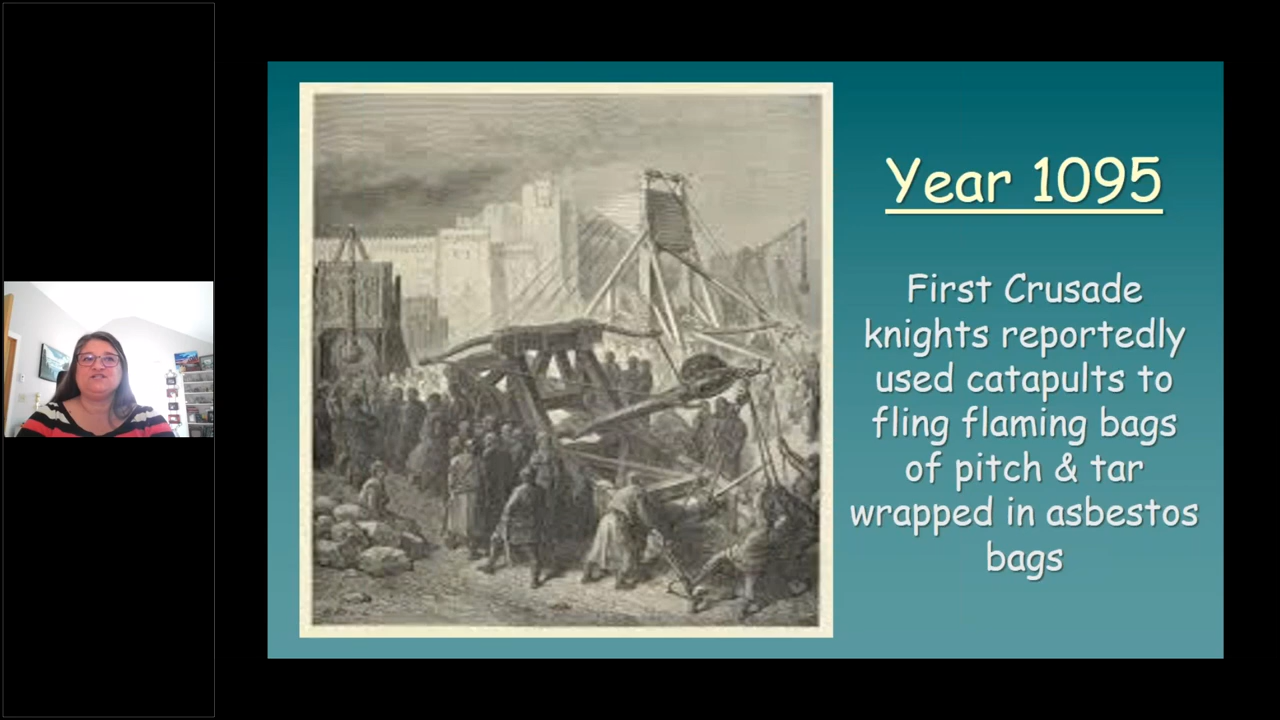 Year 1095
First Crusade
knights reportedly
used catapults to
fling flaming bags
of pitch & tar
wrapped in asbestos
bags